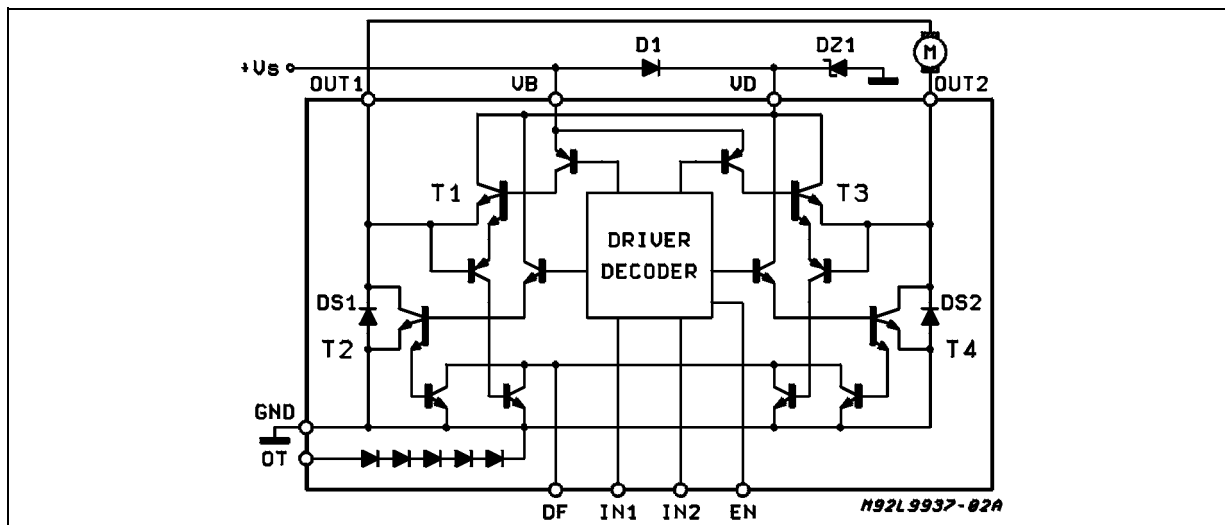 M
D1
DZ1
+Vs
OUT1
VB
VD
OUT2
T1
T3
DRIVER
DECODER
DS1
DS2
T2
T4
GND
OT
DF
IN1
IN2
EN
M92L9937-02A